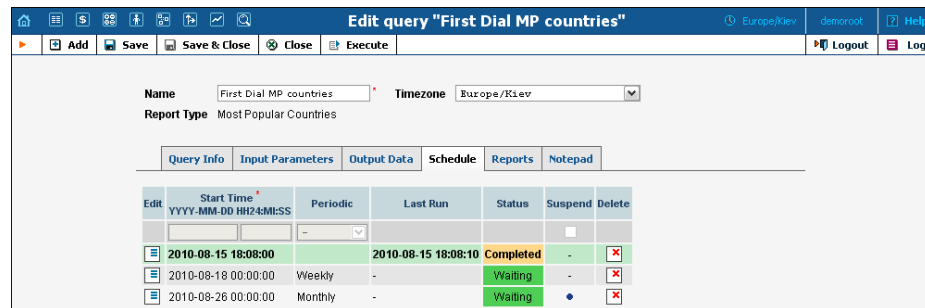 Edit query "First Dial MP countries" Europe/Kiev demoroot Help
Add Save Save & Close Close Execute Logout Log
Name First Dial MP countries * Timezone Europe/Kiev
Report Type Most Popular Countries
Query Info Input Parameters Output Data Schedule Reports Notepad
Edit Start Time * YYYY-MM-DD HH24:MI:SS Periodic Last Run Status Suspend Delete
-
2010-08-15 18:08:00 2010-08-15 18:08:10 Completed -
2010-08-18 00:00:00 Weekly - Waiting -
2010-08-26 00:00:00 Monthly - Waiting